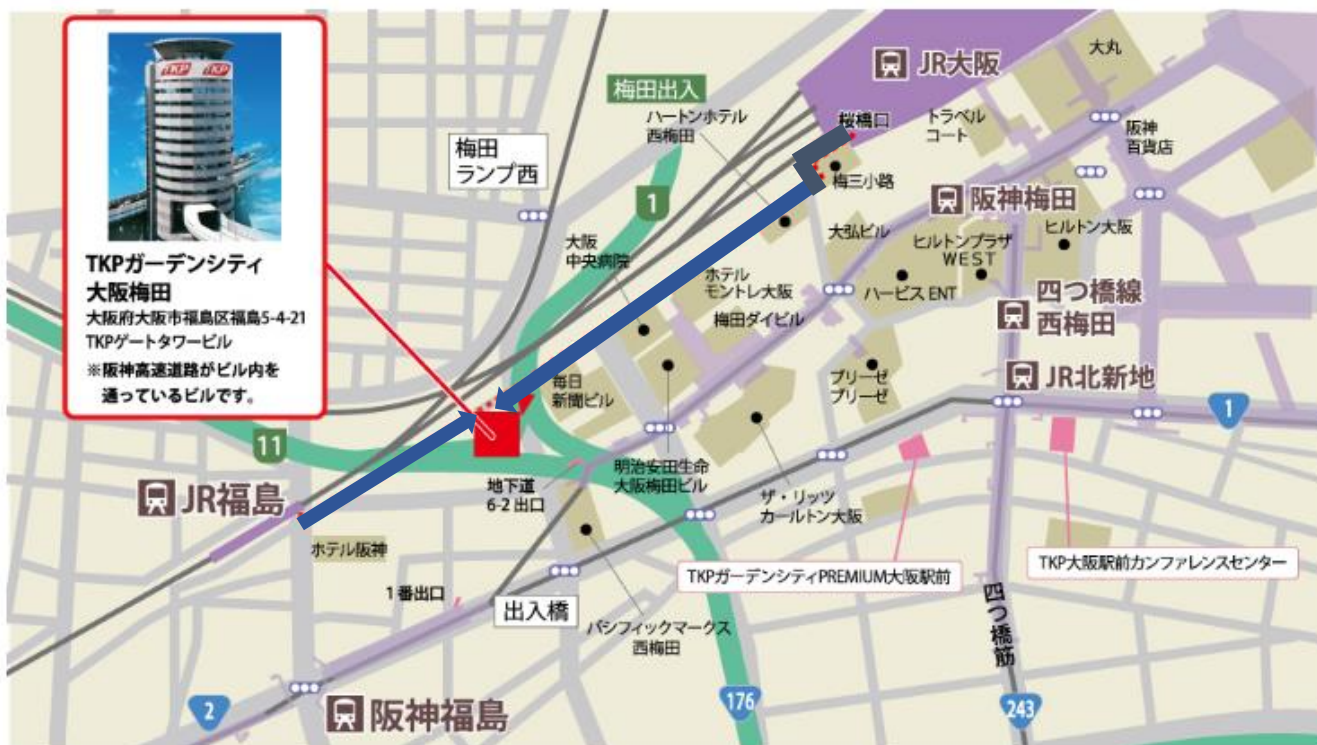 TKP
TKP
TKPガーデンシティ
大阪梅田
大阪府大阪市福島区福島5-4-21
TKPゲートタワービル
※阪神高速道路がビル内を
通っているビルです。
梅田
ランプ西
梅田出入
ハートンホテル
西梅田
1
JR大阪
桜橋口
トラベル
コート
大丸
阪神
百貨店
梅三小路
阪神梅田
大弘ビル
ヒルトンプラザ
WEST
ヒルトン大阪
大阪
中央病院
ホテル
モントレ大阪
ハービス ENT
四つ橋線
西梅田
梅田ダイビル
毎日
新聞ビル
ブリーゼ
ブリーゼ
JR北新地
1
11
JR福島
地下道
6-2 出口
明治安田生命
大阪梅田ビル
ザ・リッツ
カールトン大阪
ホテル阪神
TKPガーデンシティPREMIUM大阪駅前
TKP大阪駅前カンファレンスセンター
1番出口
出入橋
パシフィックマークス
西梅田
四つ橋筋
2
阪神福島
176
243